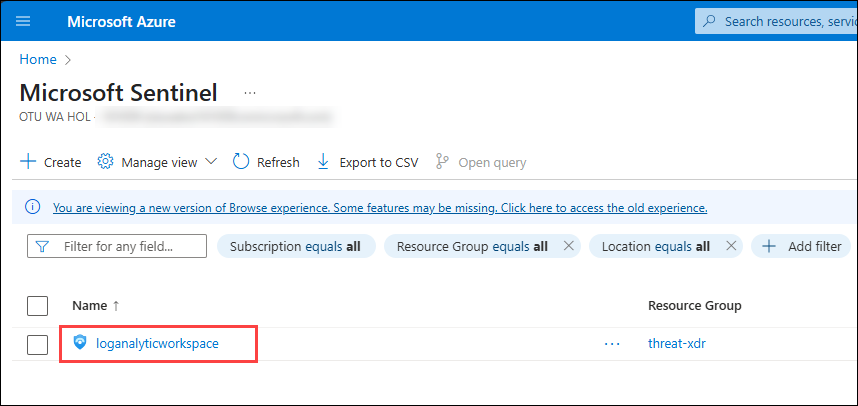 Microsoft Azure
Search resources, servic
Home
Microsoft Sentinel ...
OTU WA HOL ·
Create Manage view Refresh Export to CSV Open query
You are viewing a new version of Browse experience. Some features may be missing. Click here to access the old experience.
Filter for any field... Subscription equals all Resource Group equals all Location equals all Add filter
Name ↑ Resource Group
loganalyticworkspace ... threat-xdr